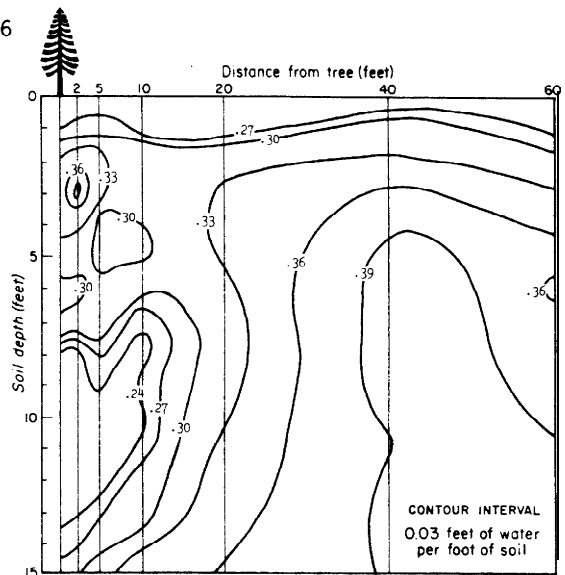 6
Distance from tree (feet)
0 2 5 10 20 40 60
.27
.30
.36
.33
.30
.33
.36
.39
.30
.36
5
Soil depth (feet)
.24
.27
.30
10
CONTOUR INTERVAL
0.03 feet of water
per foot of soil
15